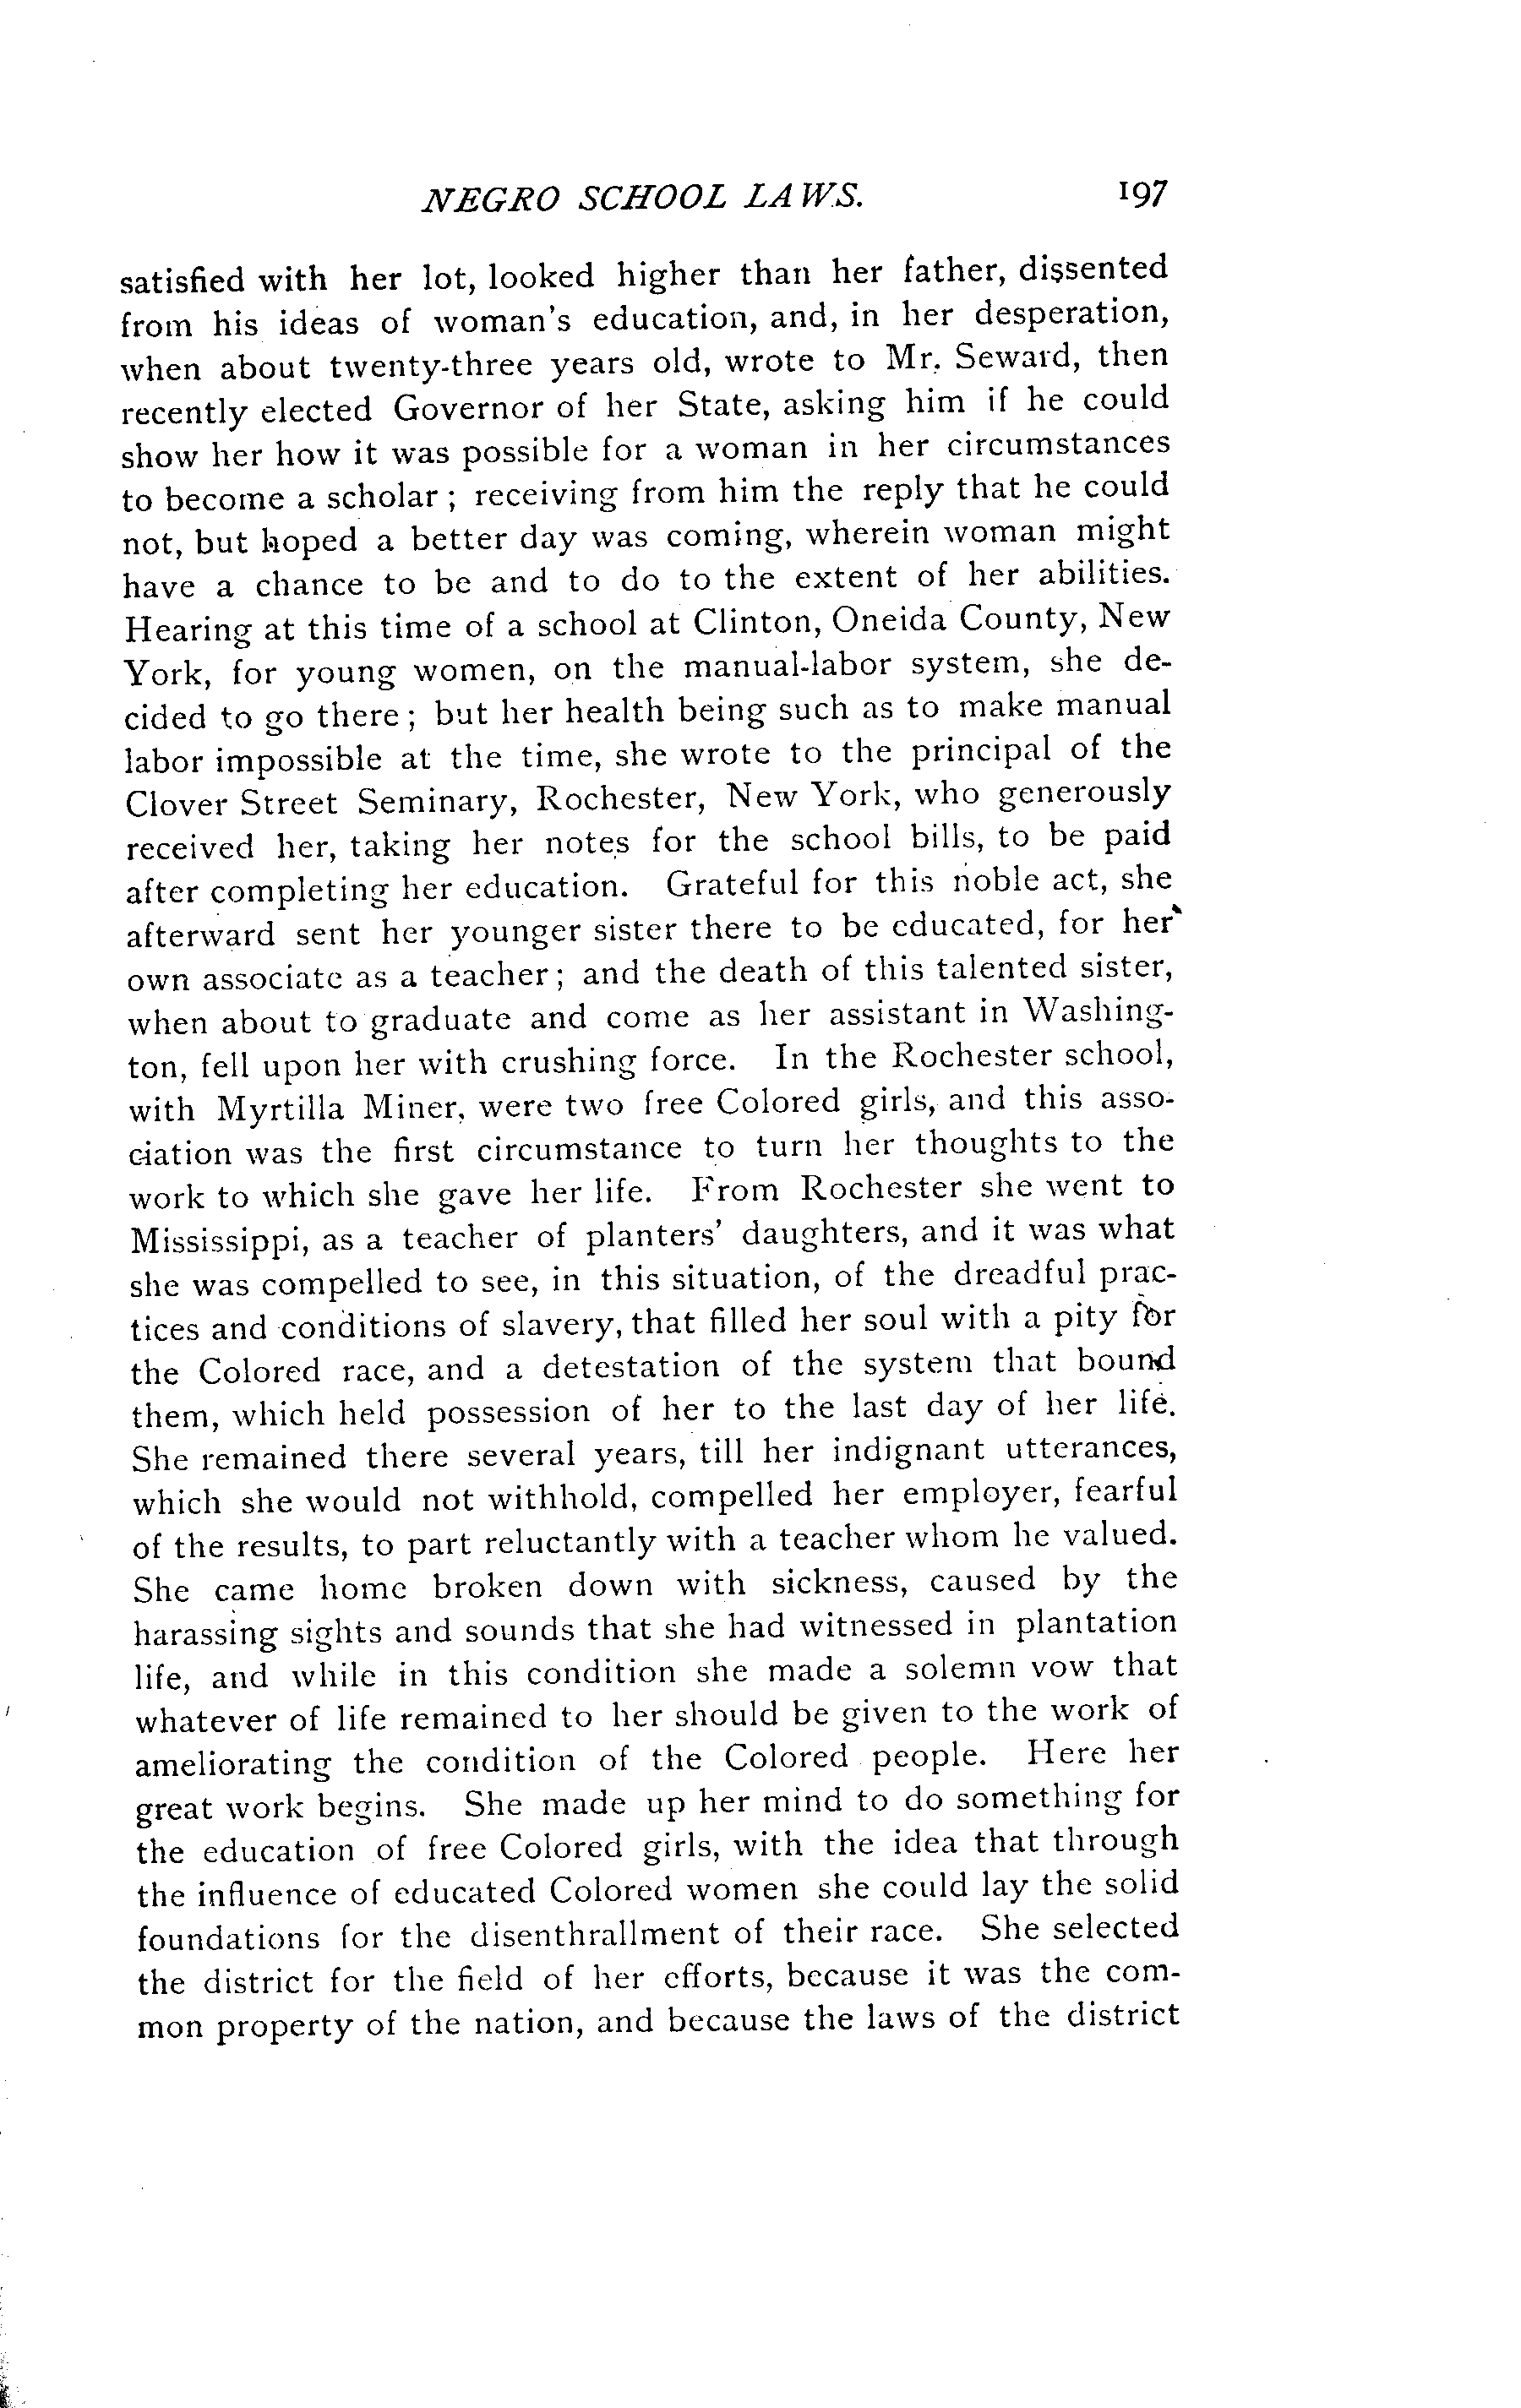 NEGRO SCHOOL LAWS. 197
satisfied with her lot, looked higher than her father, dissented
from his ideas of woman's education, and, in her desperation,
when about twenty-three years old, wrote to Mr. Seward, then
recently elected Governor of her State, asking him if he could
show her how it was possible for a woman in her circumstances
to become a scholar ; receiving from him the reply that he could
not, but hoped a better day was coming, wherein woman might
have a chance to be and to do to the extent of her abilities.
Hearing at this time of a school at Clinton, Oneida County, New
York, for young women, on the manual-labor system, she de-
cided to go there ; but her health being such as to make manual
labor impossible at the time, she wrote to the principal of the
Clover Street Seminary, Rochester, New York, who generously
received her, taking her notes for the school bills, to be paid
after completing her education. Grateful for this noble act, she
afterward sent her younger sister there to be educated, for her
own associate as a teacher ; and the death of this talented sister,
when about to graduate and come as her assistant in Washing-
ton, fell upon her with crushing force. In the Rochester school,
with Myrtilla Miner, were two free Colored girls, and this asso-
ciation was the first circumstance to turn her thoughts to the
work to which she gave her life. From Rochester she went to
Mississippi, as a teacher of planters' daughters, and it was what
she was compelled to see, in this situation, of the dreadful prac-
tices and conditions of slavery, that filled her soul with a pity for
the Colored race, and a detestation of the system that bound
them, which held possession of her to the last day of her life.
She remained there several years, till her indignant utterances,
which she would not withhold, compelled her employer, fearful
of the results, to part reluctantly with a teacher whom he valued.
She came home broken down with sickness, caused by the
harassing sights and sounds that she had witnessed in plantation
life, and while in this condition she made a solemn vow that
whatever of life remained to her should be given to the work of
ameliorating the condition of the Colored people. Here her
great work begins. She made up her mind to do something for
the education of free Colored girls, with the idea that through
the influence of educated Colored women she could lay the solid
foundations for the disenthrallment of their race. She selected
the district for the field of her efforts, because it was the com-
mon property of the nation, and because the laws of the district